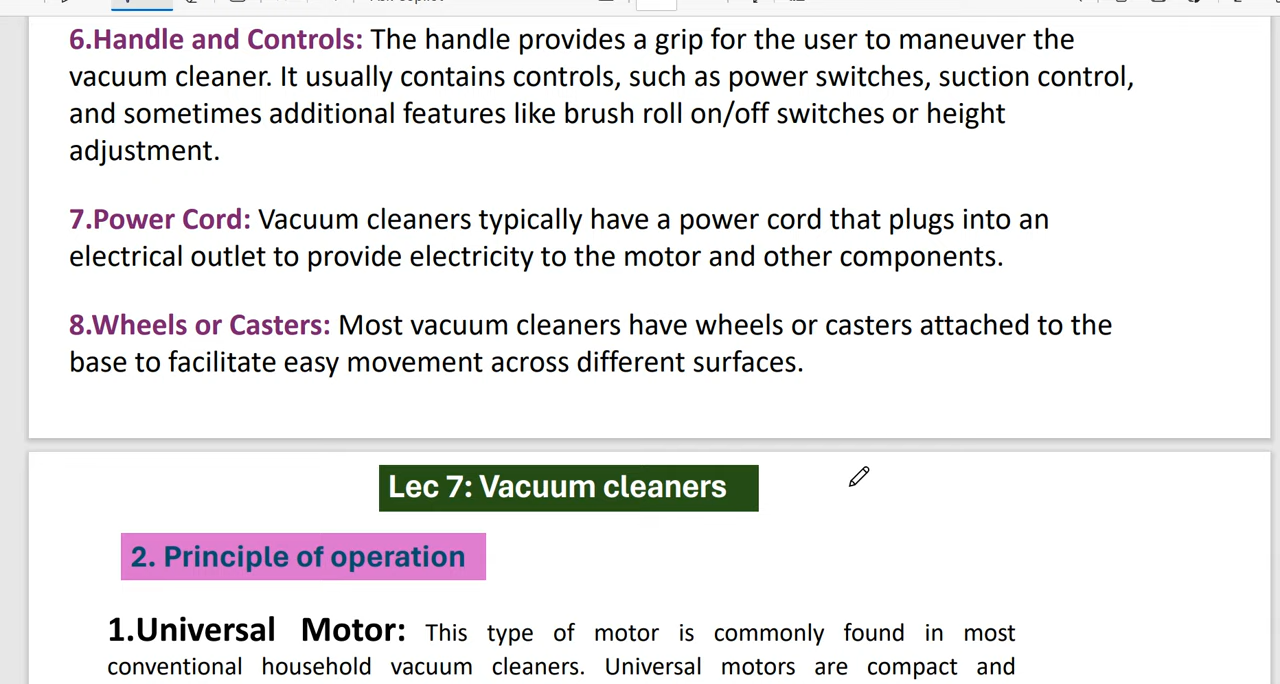 6.Handle and Controls: The handle provides a grip for the user to maneuver the
vacuum cleaner. It usually contains controls, such as power switches, suction control,
and sometimes additional features like brush roll on/off switches or height
adjustment.
7.Power Cord: Vacuum cleaners typically have a power cord that plugs into an
electrical outlet to provide electricity to the motor and other components.
8.Wheels or Casters: Most vacuum cleaners have wheels or casters attached to the
base to facilitate easy movement across different surfaces.
Lec 7: Vacuum cleaners
2. Principle of operation
1.Universal Motor: This type of motor is commonly found in most
conventional household vacuum cleaners. Universal motors are compact and